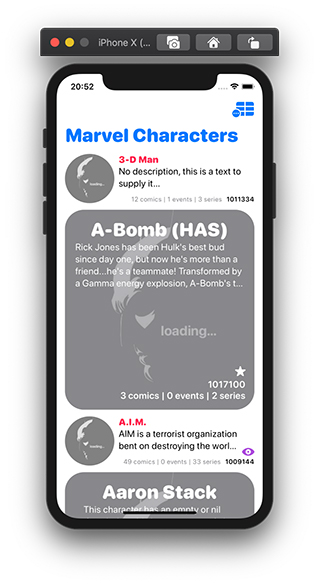 iPhone X (...
20:52
Marvel Characters
3-D Man
No description, this is a text to
supply it...
loading...
12 comics | 1 events | 3 series 1011334
A-Bomb (HAS)
Rick Jones has been Hulk's best bud
since day one, but now he's more than a
friend...he's a teammate! Transformed by
a Gamma energy explosion, A-Bomb's t...
loading...
1017100
3 comics | 0 events | 2 series
A.I.M.
AIM is a terrorist organization
bent on destroying the worl...
loading...
49 comics | 0 events | 33 series 1009144
Aaron Stack
This character has an empty or nil